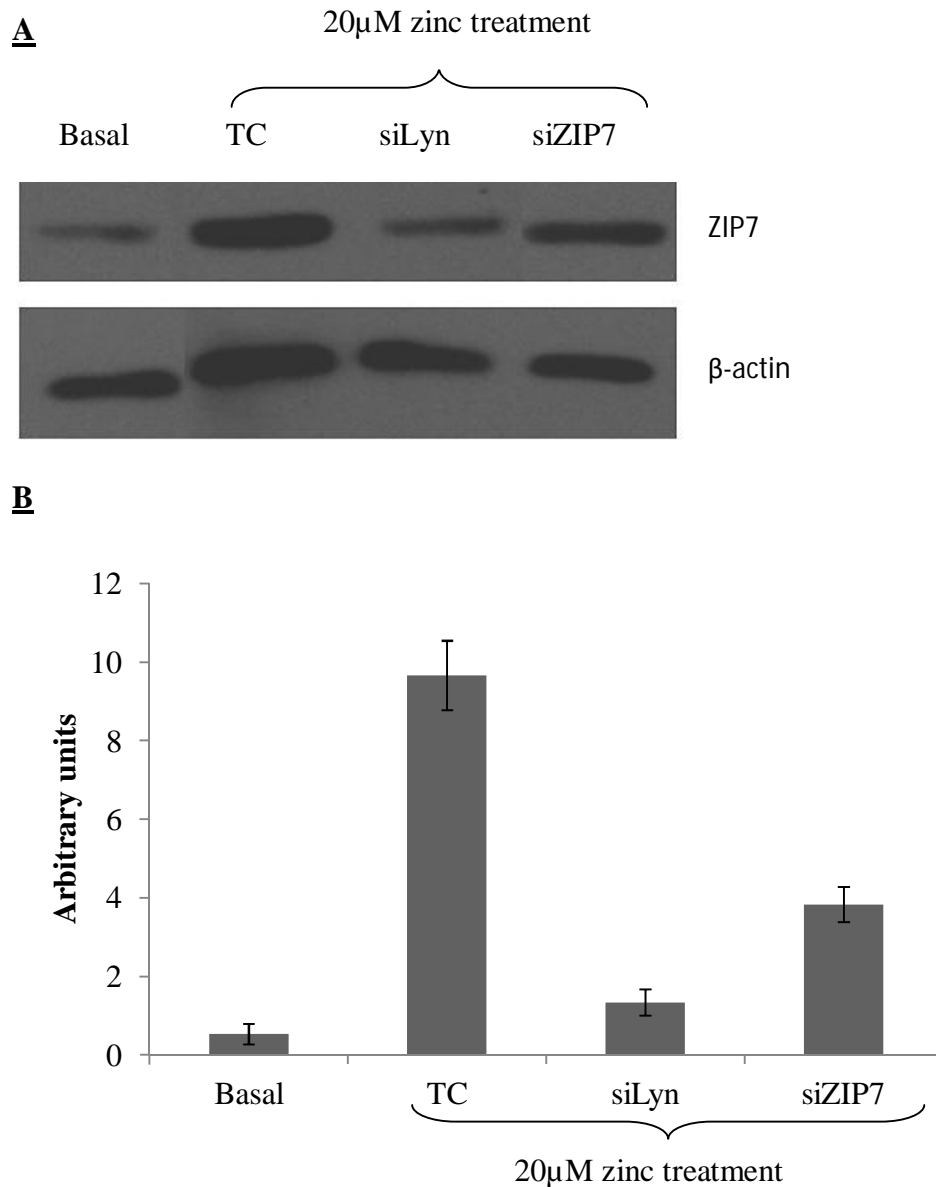 A
20µM zinc treatment
Basal TC siLyn siZIP7
ZIP7
β-actin
B
12
10
8
6
4
2
0
Arbitrary units
Basal TC siLyn siZIP7
20µM zinc treatment